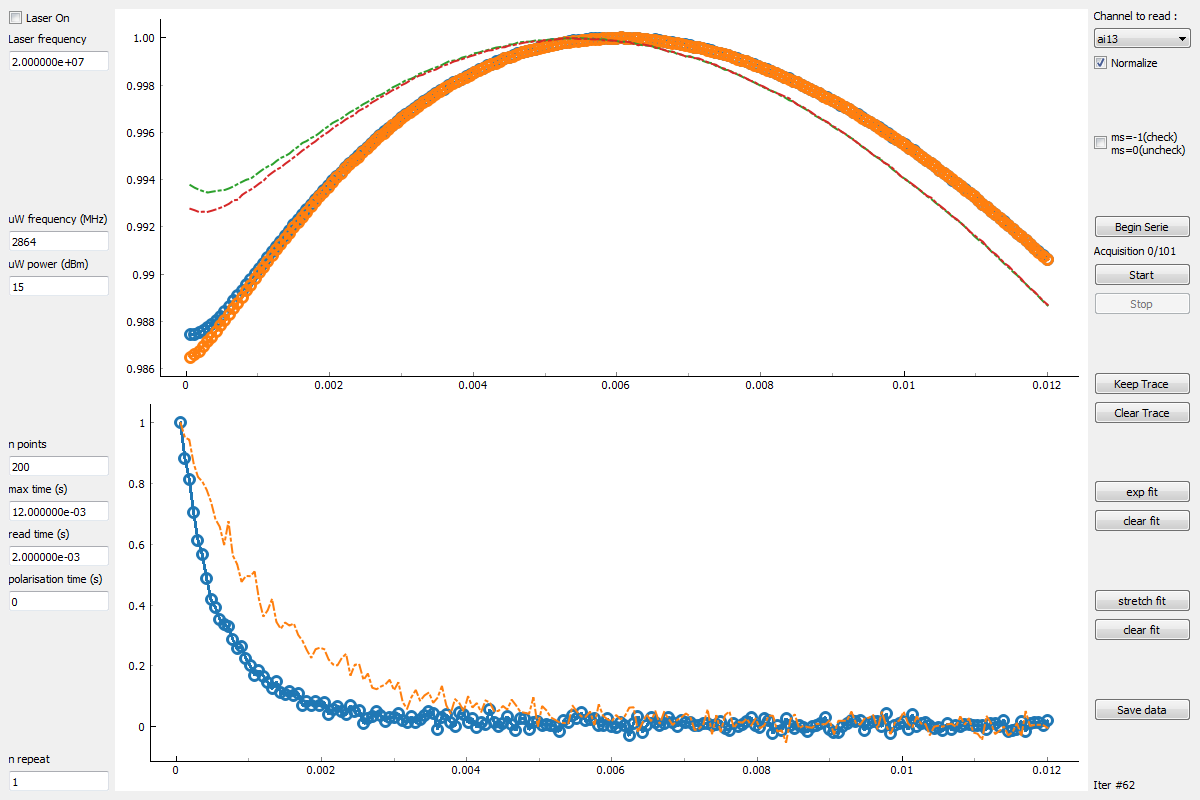 Laser On
Laser frequency
2.000000e+07
uW frequency (MHz)
2864
uW power (dBm)
15
n points
200
max time (s)
12.000000e-03
read time (s)
2.000000e-03
polarisation time (s)
0
n repeat
1
1.00
0.998
0.996
0.994
0.992
0.99
0.988
0.986
0 0.002 0.004 0.006 0.008 0.01 0.012
1
0.8
0.6
0.4
0.2
0
0 0.002 0.004 0.006 0.008 0.01 0.012
Channel to read :
ai13
Normalize
ms=-1(check)
ms=0(uncheck)
Begin Serie
Acquisition 0/101
Start
Stop
Keep Trace
Clear Trace
exp fit
clear fit
stretch fit
clear fit
Save data
Iter #62